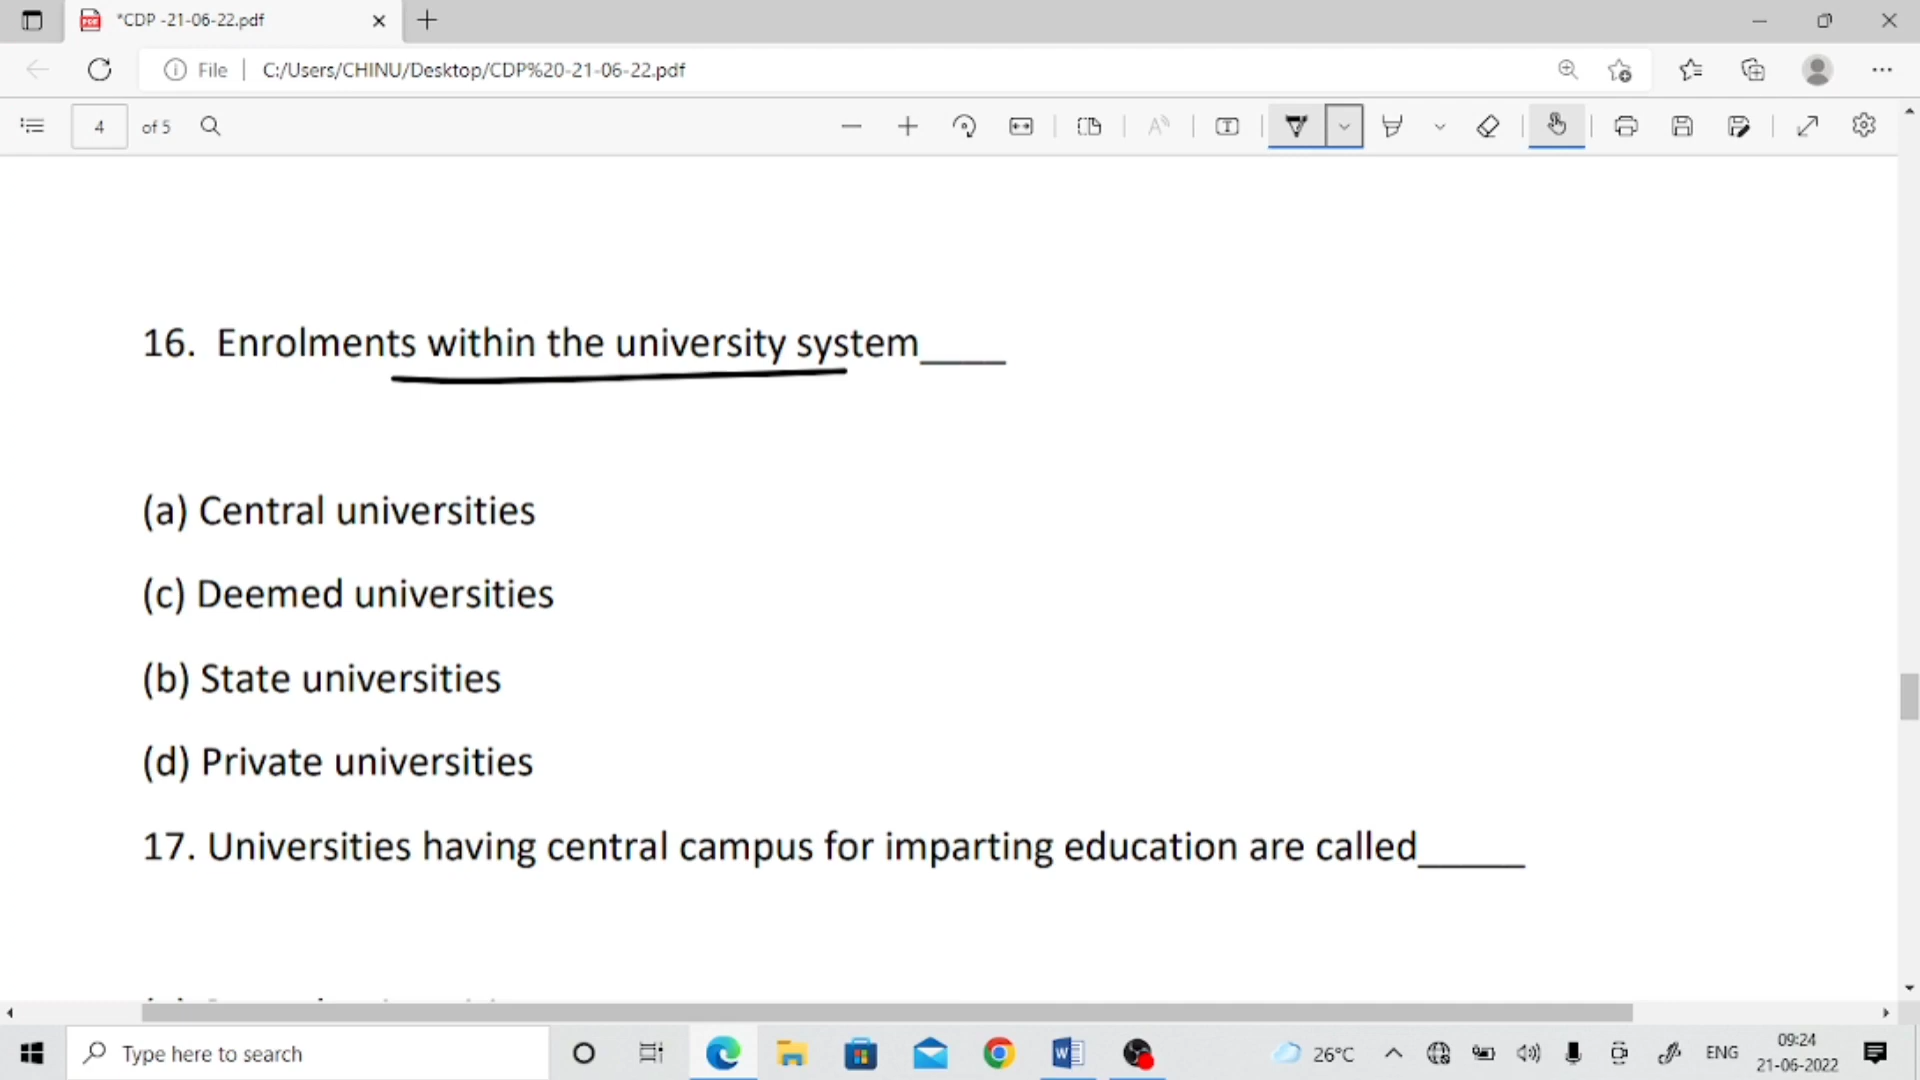 *CDP -21-06-22.pdf
File
C:/Users/CHINU/Desktop/CDP%20-21-06-22.pdf
4 of 5
16. Enrolments within the university system____
(a) Central universities
(c) Deemed universities
(b) State universities
(d) Private universities
17. Universities having central campus for imparting education are called_____
Type here to search
26°C
ENG
09:24
21-06-2022